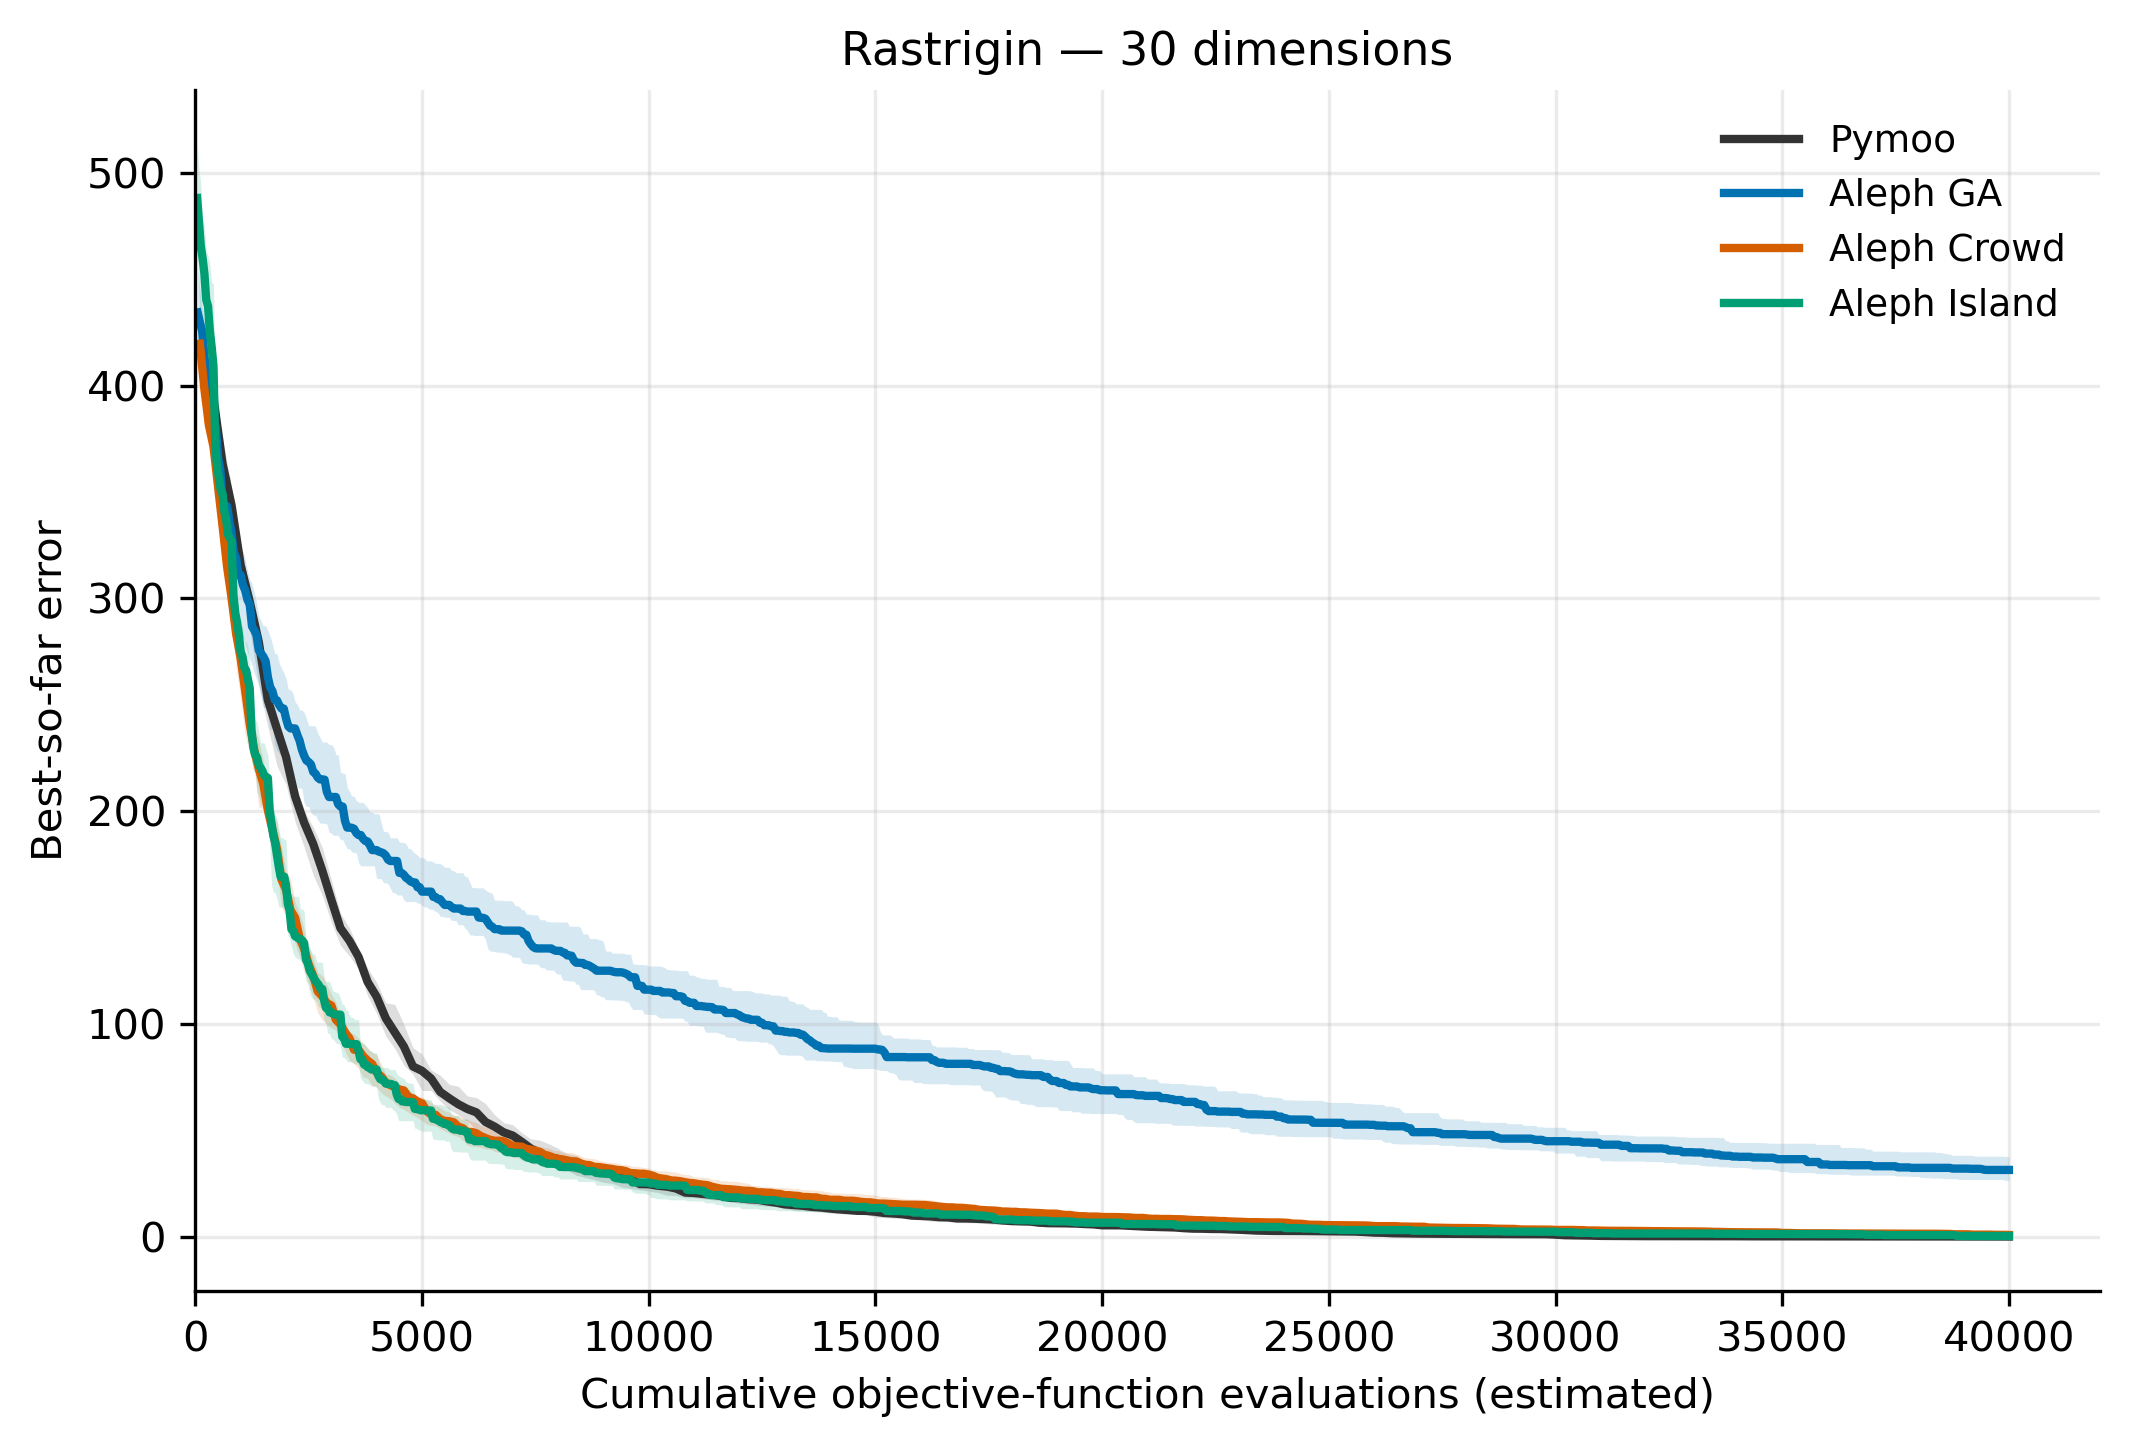 Rastrigin — 30 dimensions
Pymoo
Aleph GA
Aleph Crowd
Aleph Island
Best-so-far error
500
400
300
200
100
0
0 5000 10000 15000 20000 25000 30000 35000 40000
Cumulative objective-function evaluations (estimated)